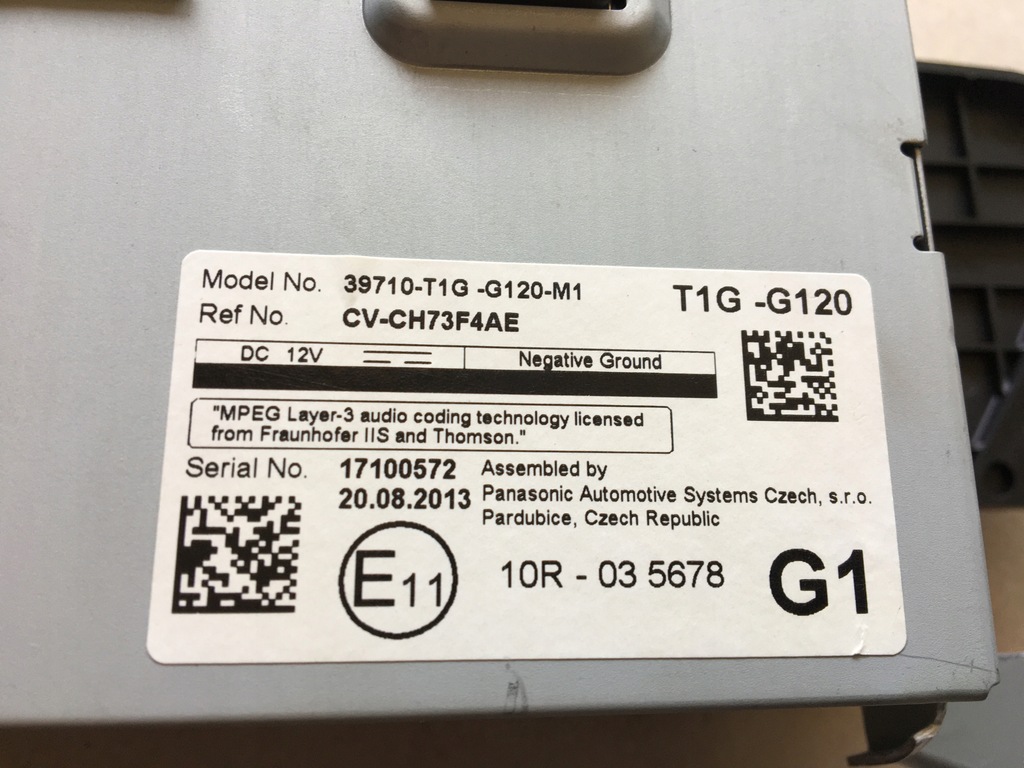 Model No. 39710-T1G -G120-M1
T1G -G120
Ref No. CV-CH73F4AE
DC 12V Negative Ground
"MPEG Layer-3 audio coding technology licensed
from Fraunhofer IIS and Thomson."
Serial No. 17100572
20.08.2013
Assembled by
Panasonic Automotive Systems Czech, s.r.o.
Pardubice, Czech Republic
E11
10R - 03 5678
G1